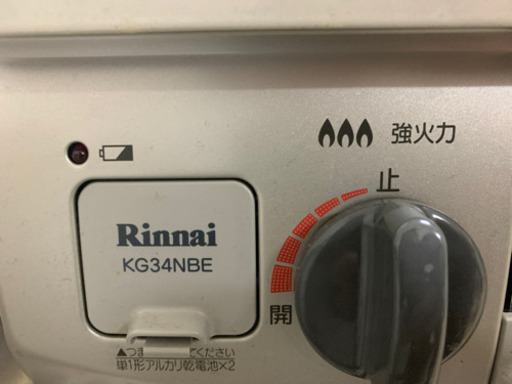 強火力
止
Rinnai
KG34NBE
開
▲つま てください
単1形アルカリ乾電池×2